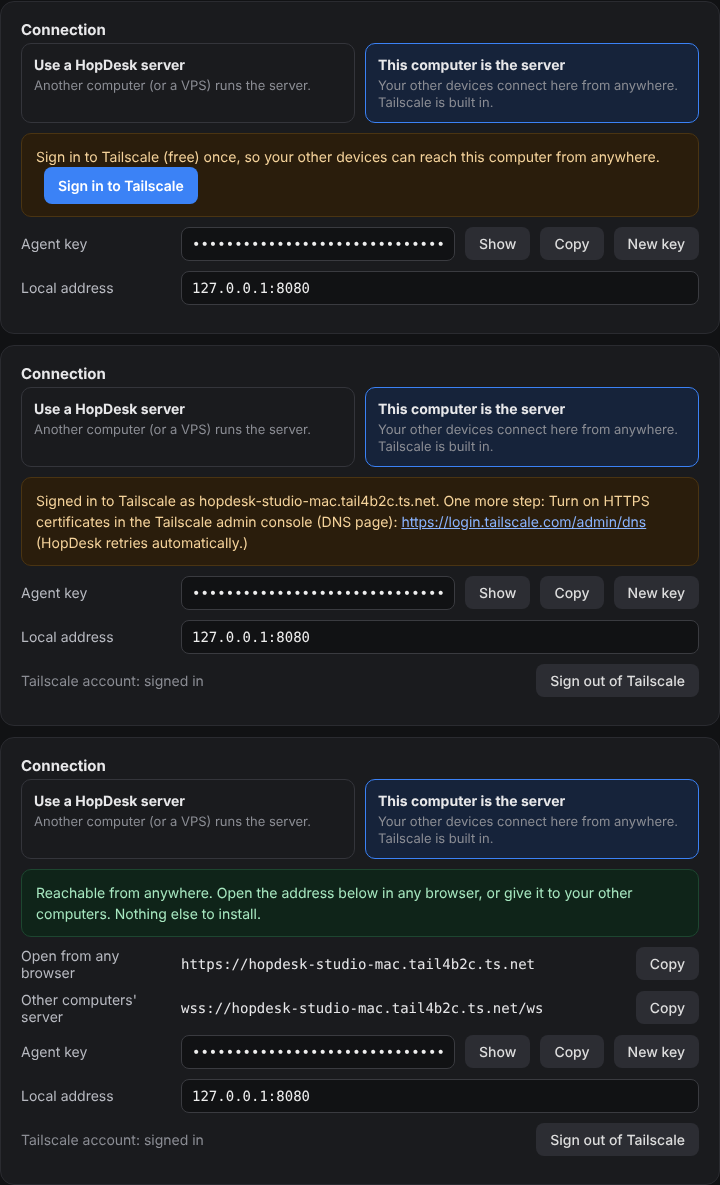 Connection
Use a HopDesk server
Another computer (or a VPS) runs the server.
This computer is the server
Your other devices connect here from anywhere.
Tailscale is built in.
Sign in to Tailscale (free) once, so your other devices can reach this computer from anywhere.
Sign in to Tailscale
Agent key
••••••••••••••••••••••••••••••
Show
Copy
New key
Local address
127.0.0.1:8080
Connection
Use a HopDesk server
Another computer (or a VPS) runs the server.
This computer is the server
Your other devices connect here from anywhere.
Tailscale is built in.
Signed in to Tailscale as hopdesk-studio-mac.tail4b2c.ts.net. One more step: Turn on HTTPS
certificates in the Tailscale admin console (DNS page): https://login.tailscale.com/admin/dns
(HopDesk retries automatically.)
Agent key
••••••••••••••••••••••••••••••
Show
Copy
New key
Local address
127.0.0.1:8080
Tailscale account: signed in
Sign out of Tailscale
Connection
Use a HopDesk server
Another computer (or a VPS) runs the server.
This computer is the server
Your other devices connect here from anywhere.
Tailscale is built in.
Reachable from anywhere. Open the address below in any browser, or give it to your other
computers. Nothing else to install.
Open from any
browser
https://hopdesk-studio-mac.tail4b2c.ts.net
Copy
Other computers'
server
wss://hopdesk-studio-mac.tail4b2c.ts.net/ws
Copy
Agent key
••••••••••••••••••••••••••••••
Show
Copy
New key
Local address
127.0.0.1:8080
Tailscale account: signed in
Sign out of Tailscale